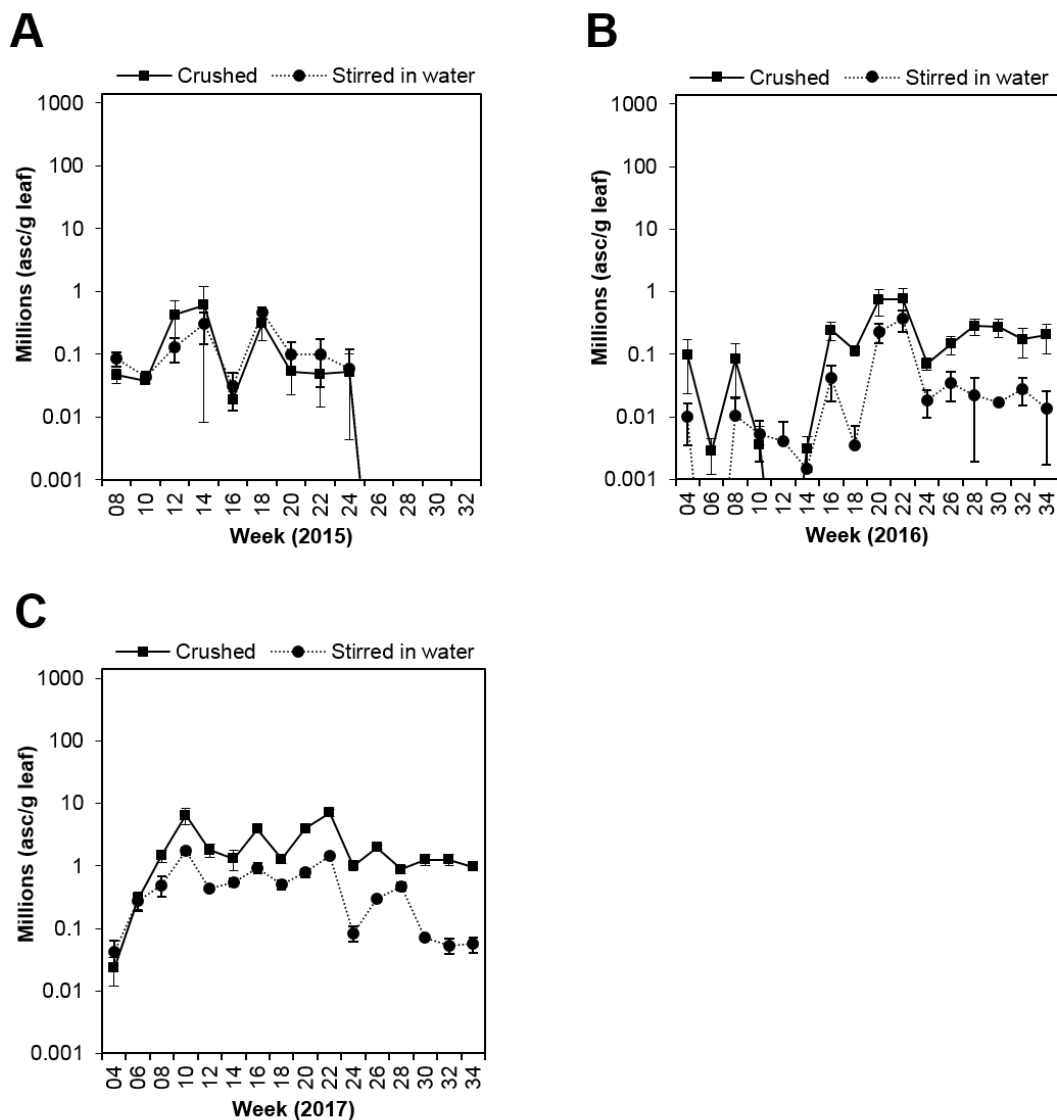 A
Crushed Stirred in water
1000
100
10
1
0.1
0.01
0.001
Millions (asc/g leaf)
08 10 12 14 16 18 20 22 24 26 28 30 32
Week (2015)
B
Crushed Stirred in water
1000
100
10
1
0.1
0.01
0.001
Millions (asc/g leaf)
04 06 08 10 12 14 16 18 20 22 24 26 28 30 32 34
Week (2016)
C
Crushed Stirred in water
1000
100
10
1
0.1
0.01
0.001
Millions (asc/g leaf)
04 06 08 10 12 14 16 18 20 22 24 26 28 30 32 34
Week (2017)